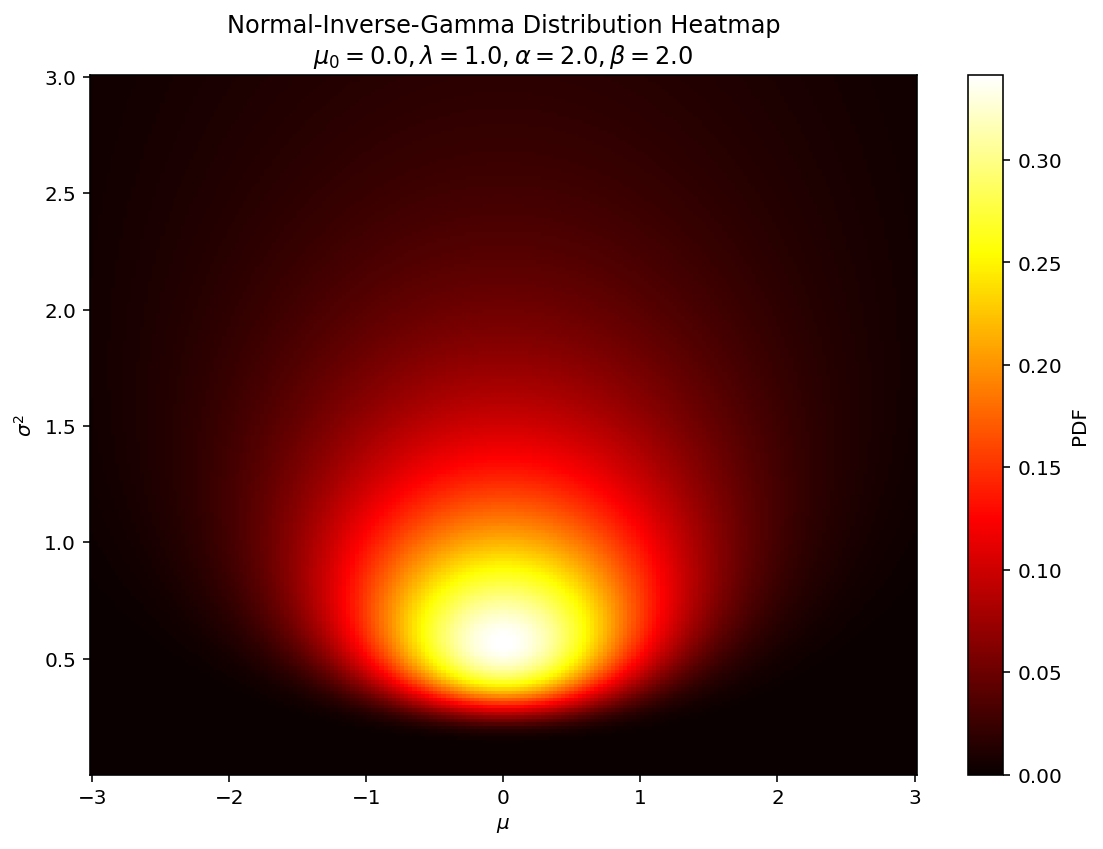 Normal-Inverse-Gamma Distribution Heatmap
μ₀ = 0.0, λ = 1.0, α = 2.0, β = 2.0
3.0
2.5
2.0
1.5
1.0
0.5
σ²
−3 −2 −1 0 1 2 3
μ
0.30
0.25
0.20
0.15
0.10
0.05
0.00
PDF